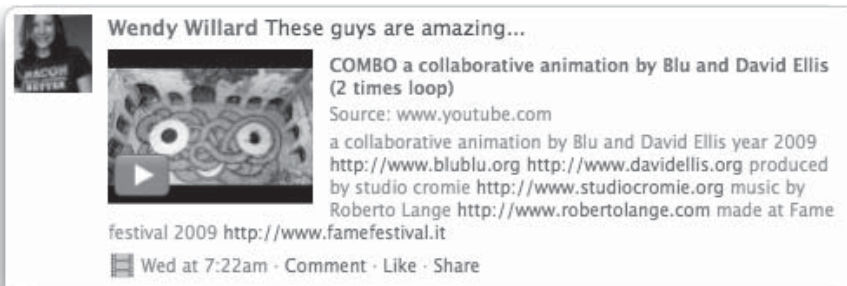 Wendy Willard These guys are amazing...
COMBO a collaborative animation by Blu and David Ellis
(2 times loop)
Source: www.youtube.com
a collaborative animation by Blu and David Ellis year 2009
http://www.blublu.org http://www.davidellis.org produced
by studio cromie http://www.studiocromie.org music by
Roberto Lange http://www.robertolange.com made at Fame
festival 2009 http://www.famefestival.it
Wed at 7:22am · Comment · Like · Share
BACON
BETTER